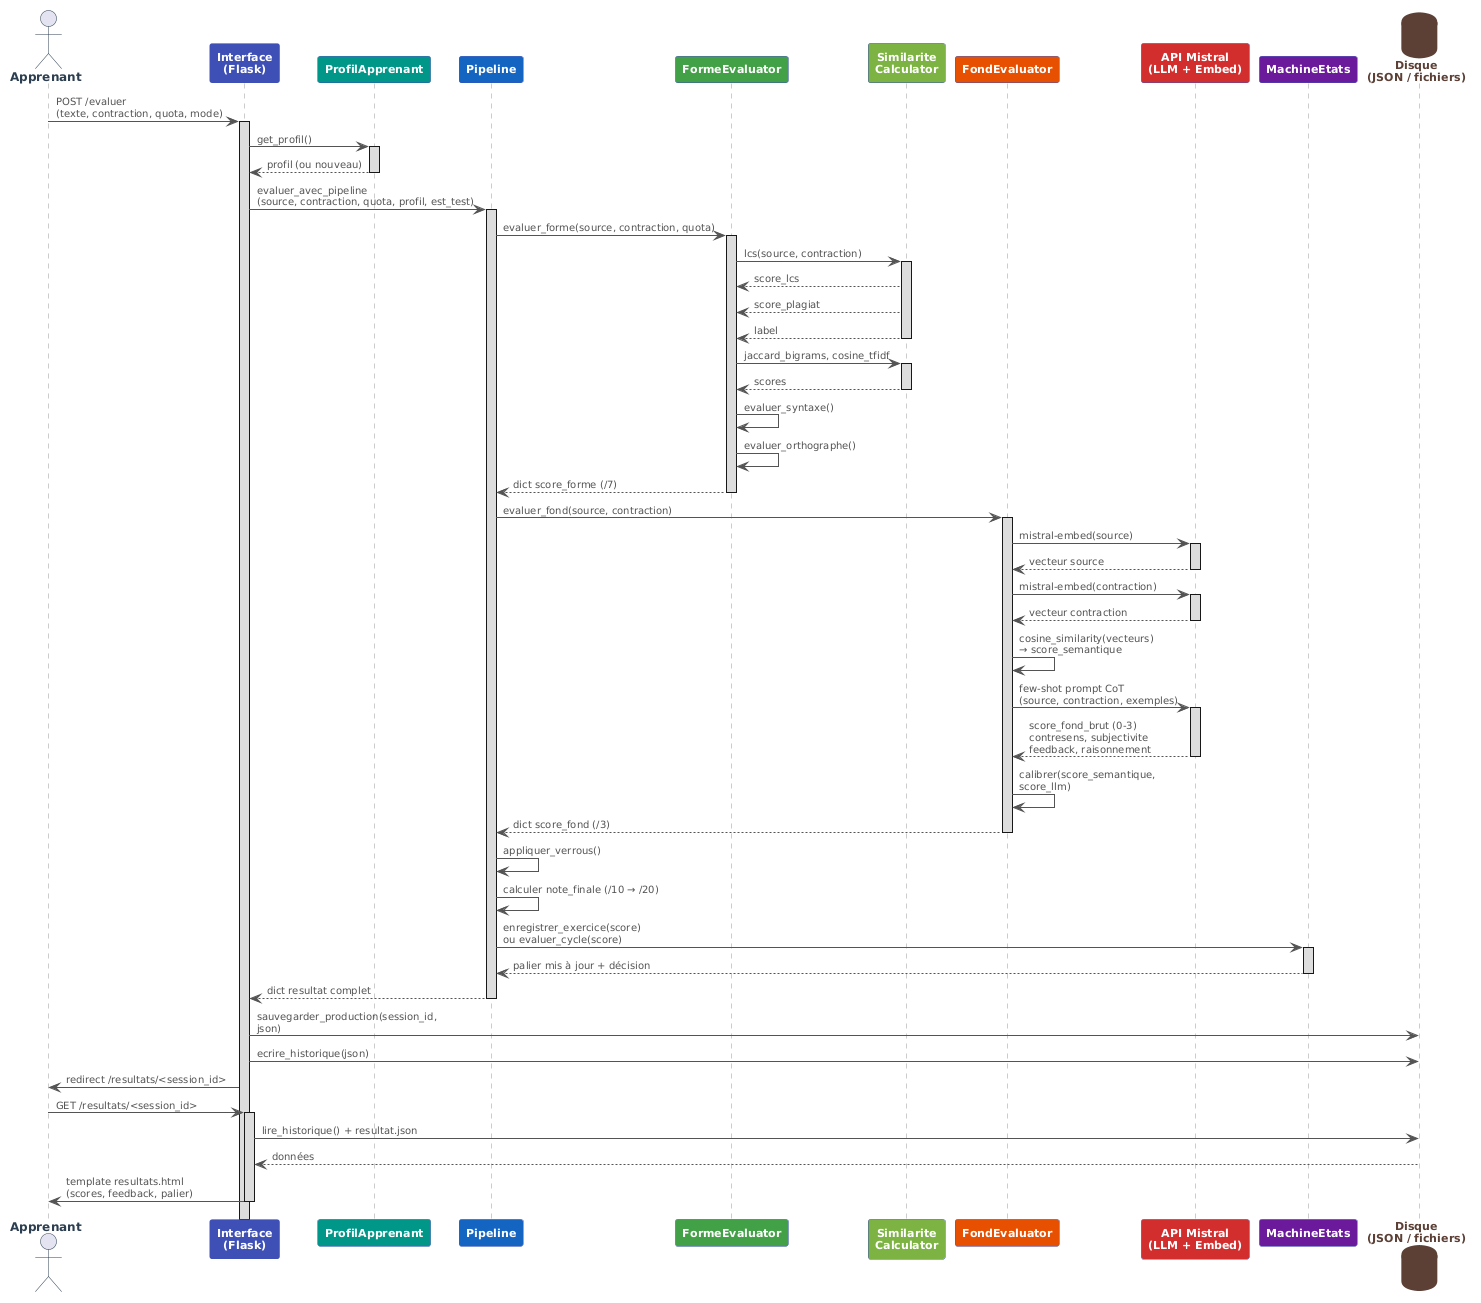 Apprenant
Interface
(Flask)
ProfilApprenant
Pipeline
FormeEvaluator
Similarite
Calculator
FondEvaluator
API Mistral
(LLM + Embed)
MachineEtats
Disque
(JSON / fichiers)
POST /evaluer
(texte, contraction, quota, mode)
get_profil()
profil (ou nouveau)
evaluer_avec_pipeline
(source, contraction, quota, profil, est_test)
evaluer_forme(source, contraction, quota)
lcs(source, contraction)
score_lcs
score_plagiat
label
jaccard_bigrams, cosine_tfidf
scores
evaluer_syntaxe()
evaluer_orthographe()
dict score_forme (/7)
evaluer_fond(source, contraction)
mistral-embed(source)
vecteur source
mistral-embed(contraction)
vecteur contraction
cosine_similarity(vecteurs)
→ score_semantique
few-shot prompt CoT
(source, contraction, exemples)
score_fond_brut (0-3)
contresens, subjectivite
feedback, raisonnement
calibrer(score_semantique,
score_llm)
dict score_fond (/3)
appliquer_verrous()
calculer note_finale (/10 → /20)
enregistrer_exercice(score)
ou evaluer_cycle(score)
palier mis à jour + décision
dict resultat complet
sauvegarder_production(session_id,
json)
ecrire_historique(json)
redirect /resultats/<session_id>
GET /resultats/<session_id>
lire_historique() + resultat.json
données
template resultats.html
(scores, feedback, palier)
Apprenant
Interface
(Flask)
ProfilApprenant
Pipeline
FormeEvaluator
Similarite
Calculator
FondEvaluator
API Mistral
(LLM + Embed)
MachineEtats
Disque
(JSON / fichiers)